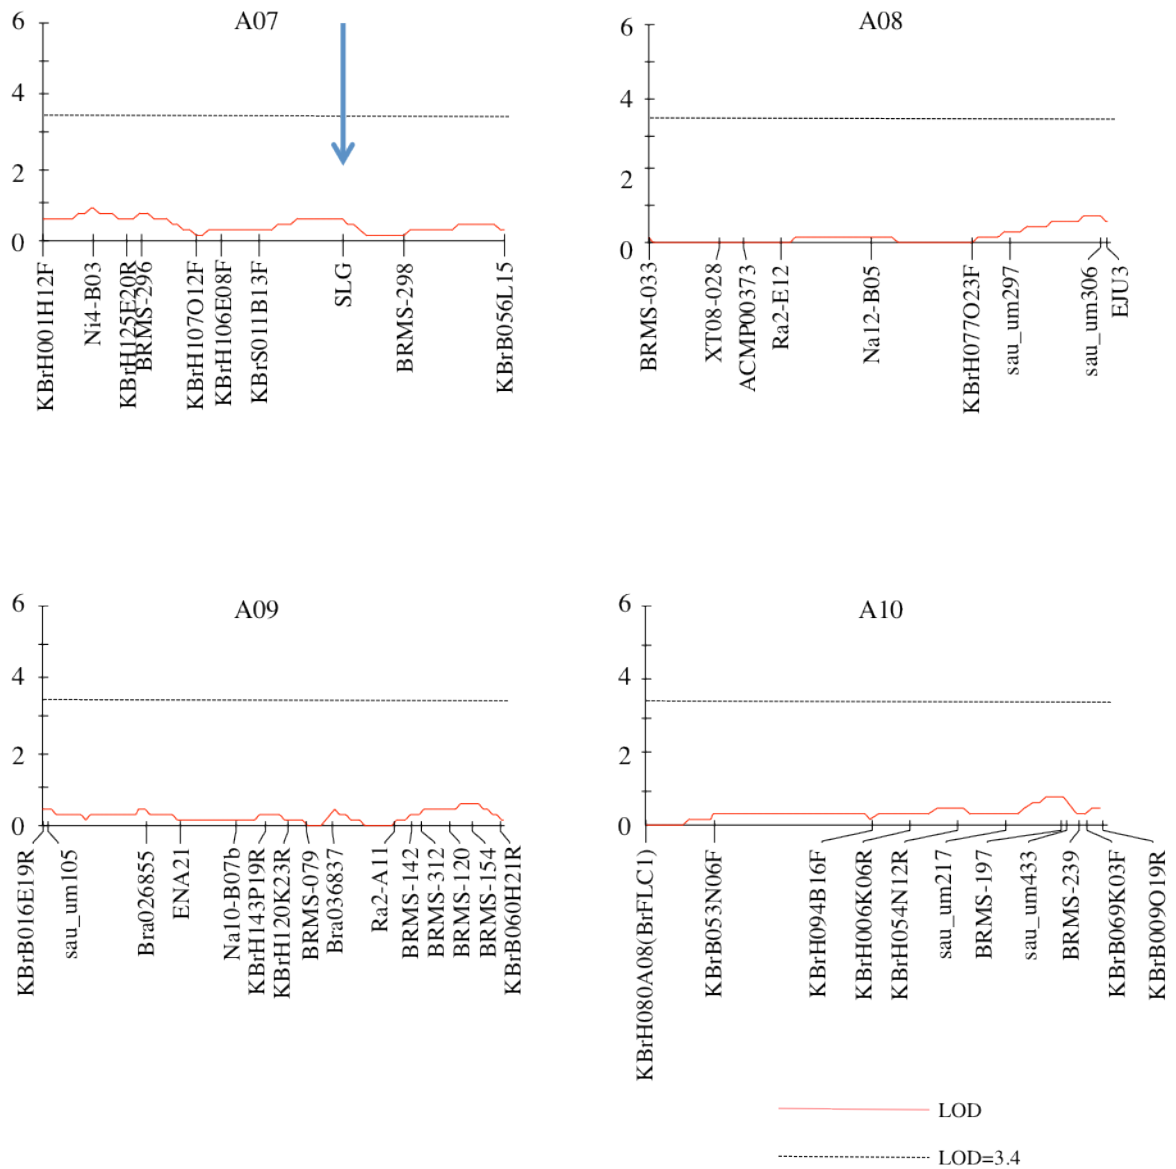 A07
6
4
2
0
KBrH001H12F
Ni4-B03
KBrH125E20R
BRMS-296
KBrH107O12F
KBrH106E08F
KBrS011B13F
SLG
BRMS-298
KBrB056L15
A08
6
4
2
0
BRMS-033
XT08-028
ACMP00373
Ra2-E12
Na12-B05
KBrH077O23F
sau_um297
sau_um306
EJU3
A09
6
4
2
0
KBrB016E19R
sau_um105
Bra026855
ENA21
Na10-B07b
KBrH143P19R
KBrH120K23R
BRMS-079
Bra036837
Ra2-A11
BRMS-142
BRMS-312
BRMS-120
BRMS-154
KBrB060H21R
A10
6
4
2
0
KBrH080A08(BrFLC1)
KBrB053N06F
KBrH094B16F
KBrH006K06R
KBrH054N12R
sau_um217
BRMS-197
sau_um433
BRMS-239
KBrB069K03F
KBrB009O19R
LOD
LOD=3.4